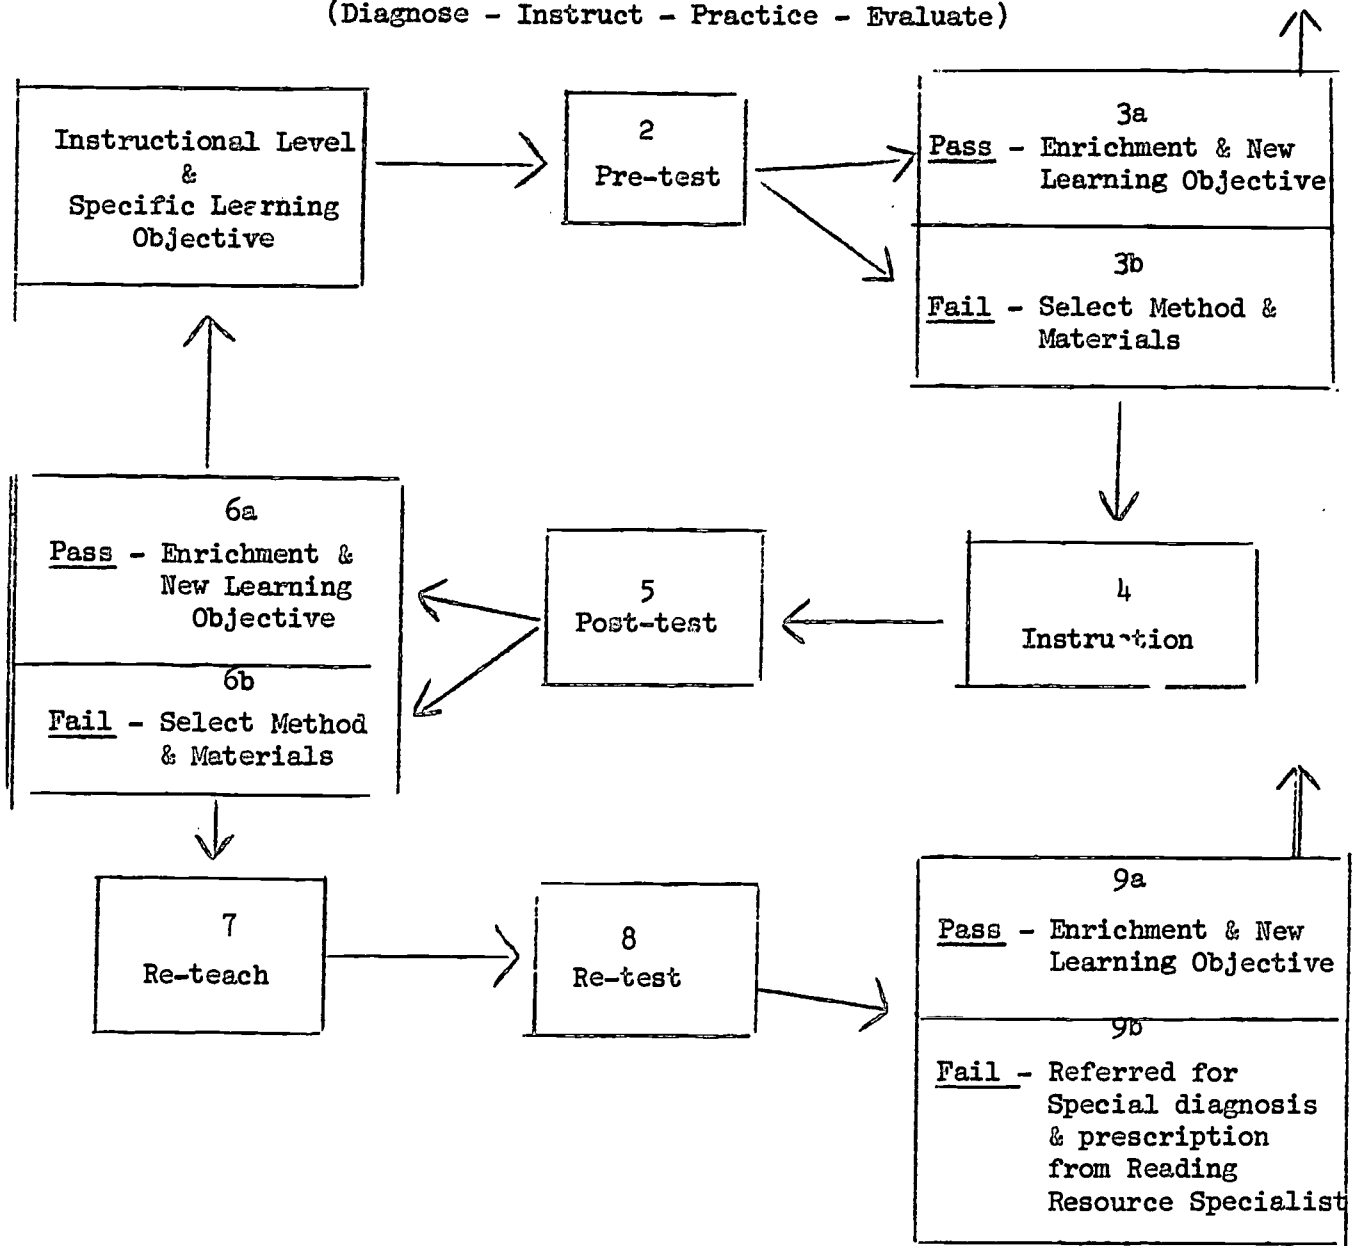 (Diagnose - Instruct - Practice - Evaluate)
Instructional Level
&
Specific Learning
Objective
2
Pre-test
3a
Pass - Enrichment & New
Learning Objective
3b
Fail - Select Method &
Materials
6a
Pass - Enrichment &
New Learning
Objective
6b
Fail - Select Method
& Materials
5
Post-test
4
Instruction
7
Re-teach
8
Re-test
9a
Pass - Enrichment & New
Learning Objective
9b
Fail - Referred for
Special diagnosis
& prescription
from Reading
Resource Specialist